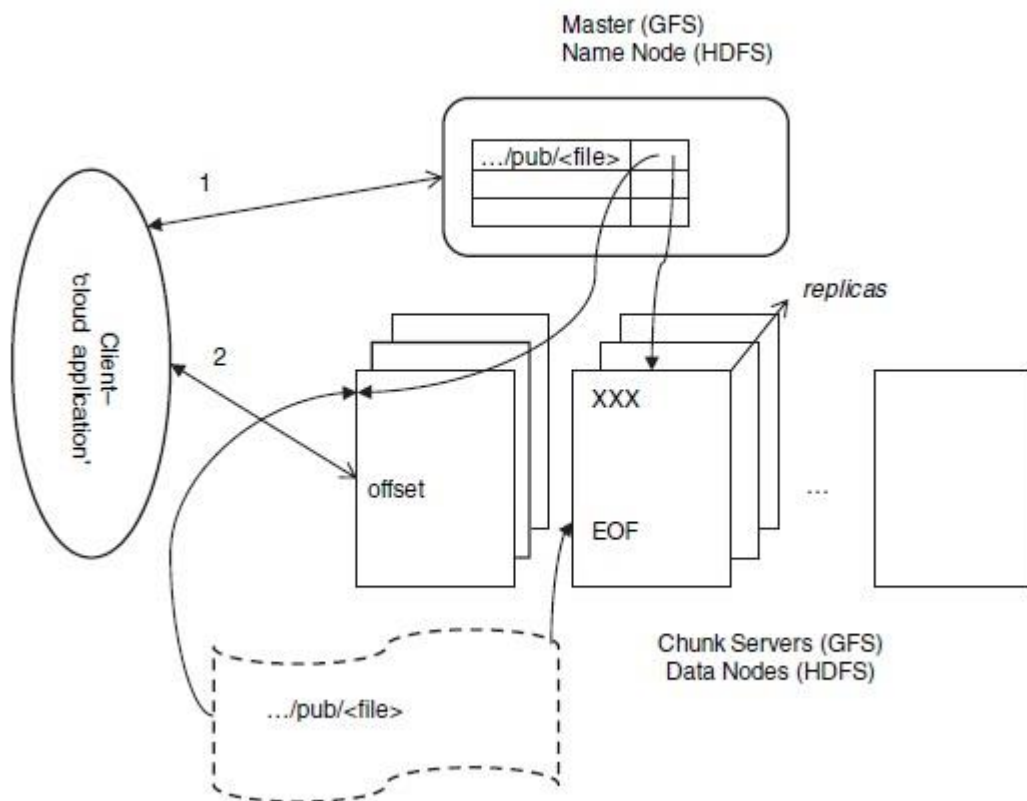 Master (GFS)
Name Node (HDFS)
…/pub/<file>
1
Client–
'cloud application'
2
replicas
XXX
offset
EOF
...
Chunk Servers (GFS)
Data Nodes (HDFS)
…/pub/<file>